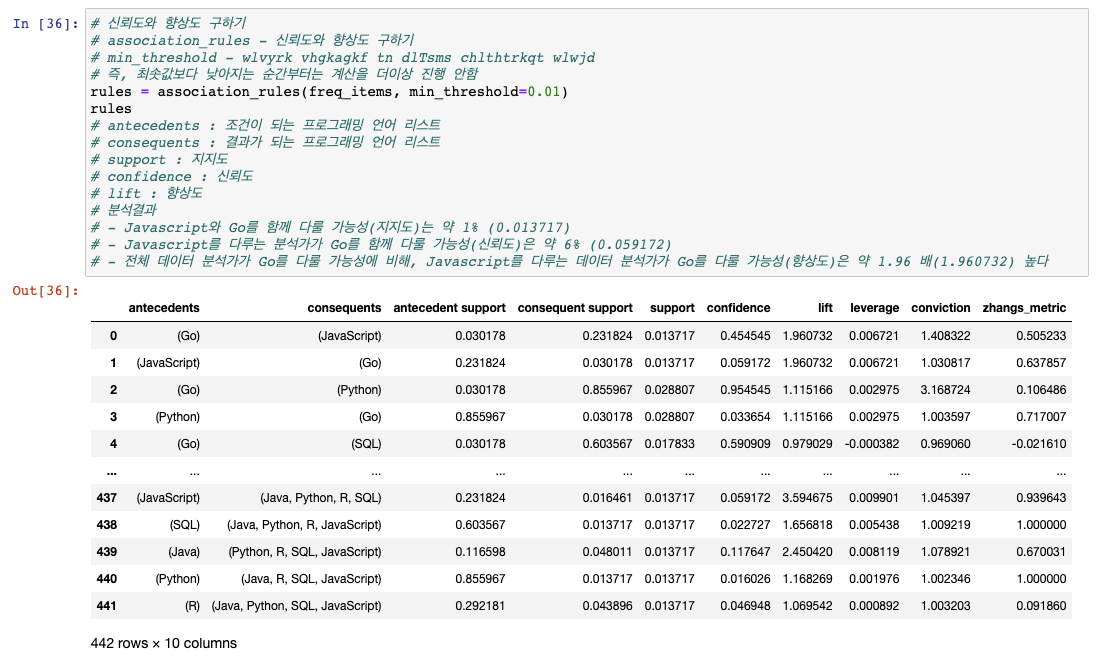 In [36]:
# 신뢰도와 향상도 구하기
# association_rules - 신뢰도와 향상도 구하기
# min_threshold - wlvyrk vhgkagkf tn dlTsms chlthtrkqt wlwjd
# 즉, 최솟값보다 낮아지는 순간부터는 계산을 더이상 진행 안함
rules = association_rules(freq_items, min_threshold=0.01)
rules
# antecedents : 조건이 되는 프로그래밍 언어 리스트
# consequents : 결과가 되는 프로그래밍 언어 리스트
# support : 지지도
# confidence : 신뢰도
# lift : 향상도
# 분석결과
# - Javascript와 Go를 함께 다룰 가능성(지지도)는 약 1% (0.013717)
# - Javascript를 다루는 분석가가 Go를 함께 다룰 가능성(신뢰도)은 약 6% (0.059172)
# - 전체 데이터 분석가가 Go를 다룰 가능성에 비해, Javascript를 다루는 데이터 분석가가 Go를 다룰 가능성(향상도)은 약 1.96 배(1.960732) 높다
Out[36]:
antecedents consequents antecedent support consequent support support confidence lift leverage conviction zhangs_metric
0 (Go) (JavaScript) 0.030178 0.231824 0.013717 0.454545 1.960732 0.006721 1.408322 0.505233
1 (JavaScript) (Go) 0.231824 0.030178 0.013717 0.059172 1.960732 0.006721 1.030817 0.637857
2 (Go) (Python) 0.030178 0.855967 0.028807 0.954545 1.115166 0.002975 3.168724 0.106486
3 (Python) (Go) 0.855967 0.030178 0.028807 0.033654 1.115166 0.002975 1.003597 0.717007
4 (Go) (SQL) 0.030178 0.603567 0.017833 0.590909 0.979029 -0.000382 0.969060 -0.021610
... ... ... ... ... ... ... ... ... ... ...
437 (JavaScript) (Java, Python, R, SQL) 0.231824 0.016461 0.013717 0.059172 3.594675 0.009901 1.045397 0.939643
438 (SQL) (Java, Python, R, JavaScript) 0.603567 0.013717 0.013717 0.022727 1.656818 0.005438 1.009219 1.000000
439 (Java) (Python, R, SQL, JavaScript) 0.116598 0.048011 0.013717 0.117647 2.450420 0.008119 1.078921 0.670031
440 (Python) (Java, R, SQL, JavaScript) 0.855967 0.013717 0.013717 0.016026 1.168269 0.001976 1.002346 1.000000
441 (R) (Java, Python, SQL, JavaScript) 0.292181 0.043896 0.013717 0.046948 1.069542 0.000892 1.003203 0.091860
442 rows × 10 columns